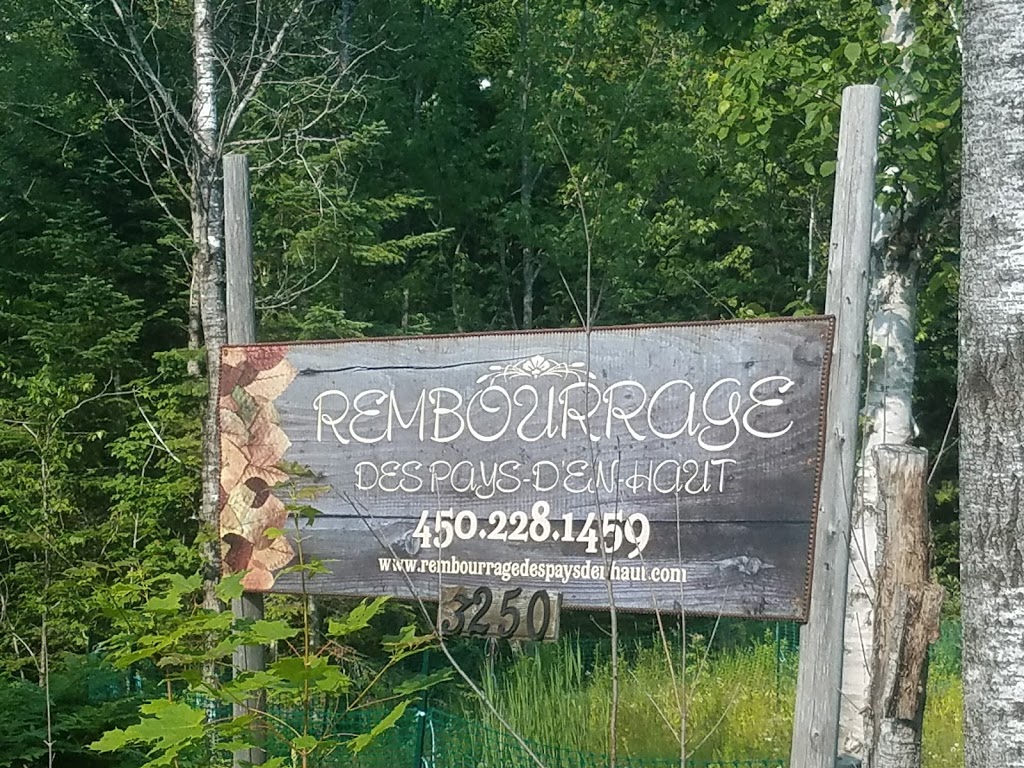 REMBOURRAGE
DES PAYS-D'EN-HAUT
450.228.1459
www.rembourragedespaysdenhaut.com
3250